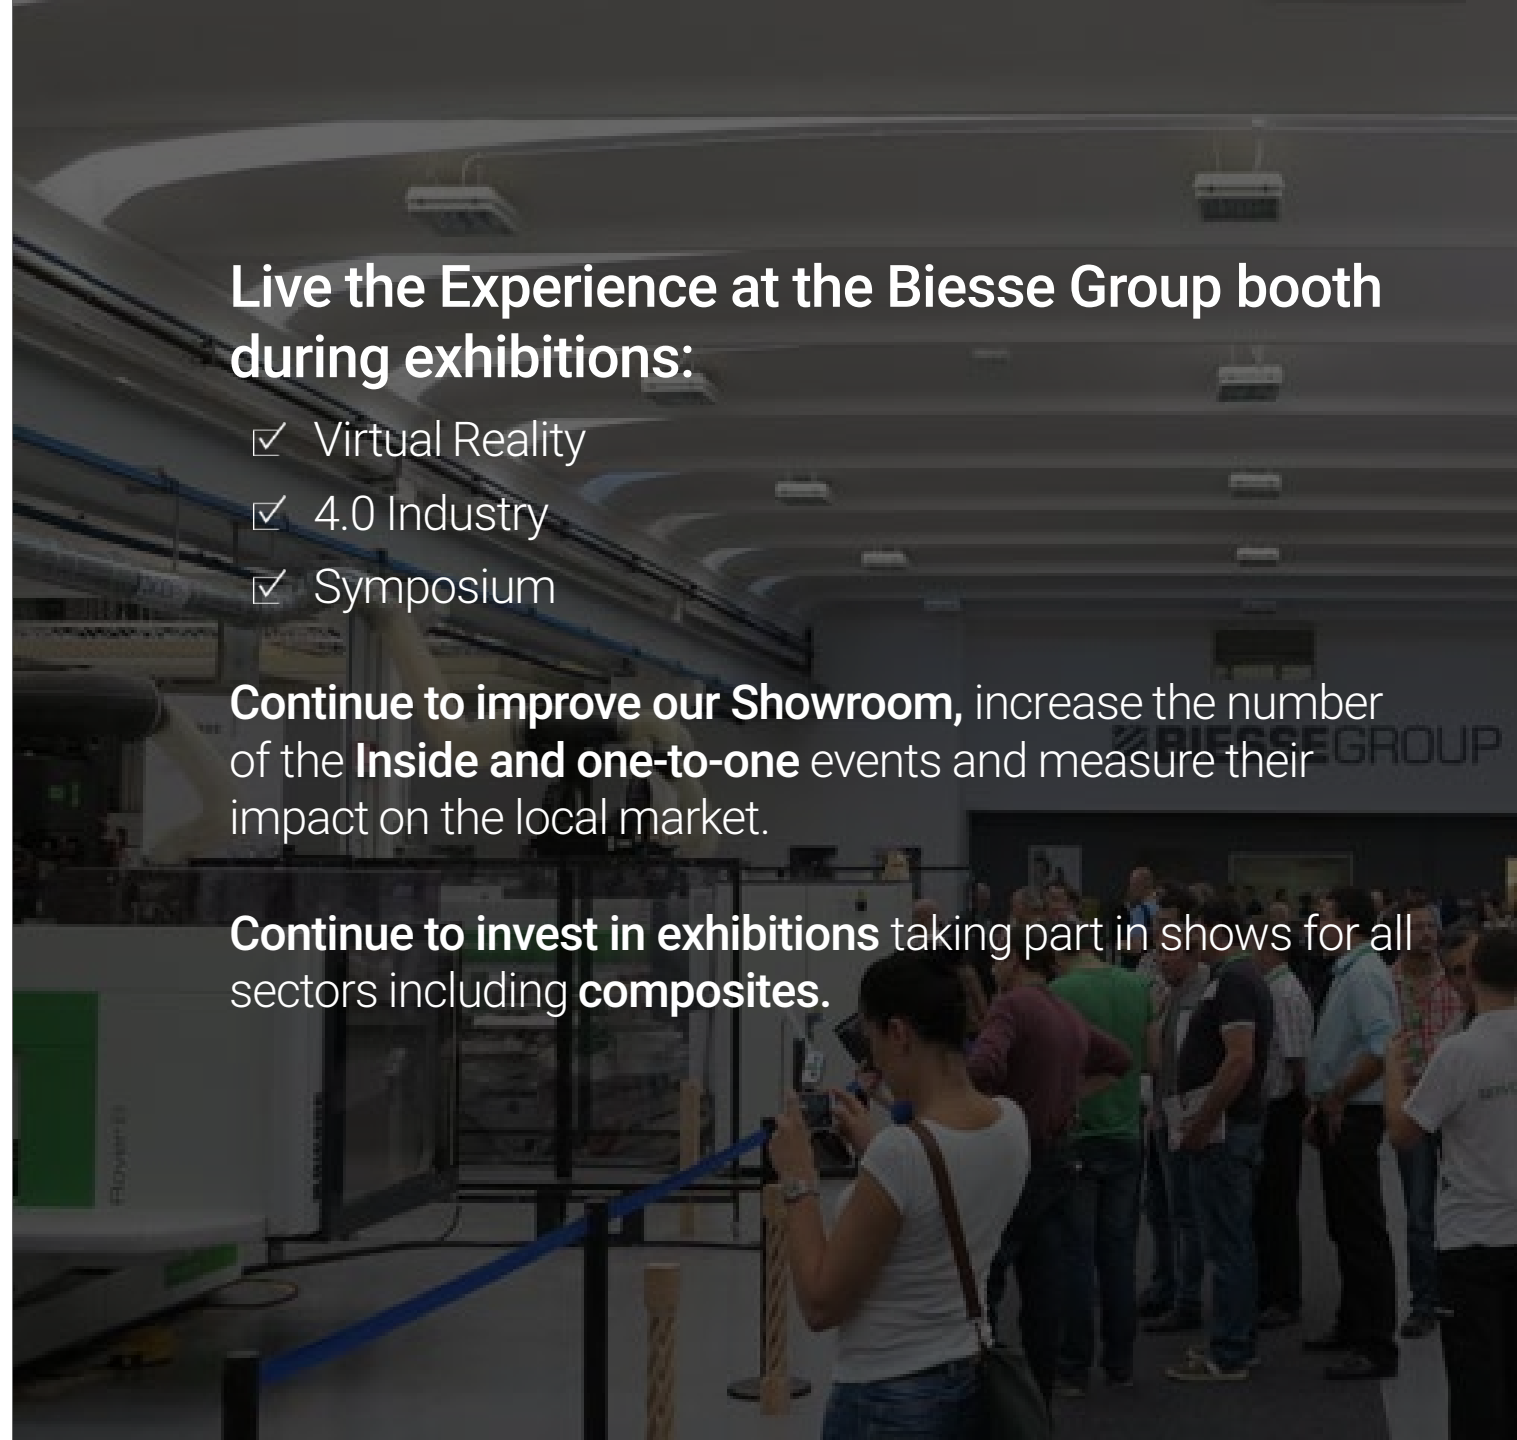 Live the Experience at the Biesse Group booth
during exhibitions:
☑ Virtual Reality
☑ 4.0 Industry
☑ Symposium
Continue to improve our Showroom, increase the number
BIESSEGROUP
of the Inside and one-to-one events and measure their
impact on the local market.
Continue to invest in exhibitions taking part in shows for all
sectors including composites.
Rover